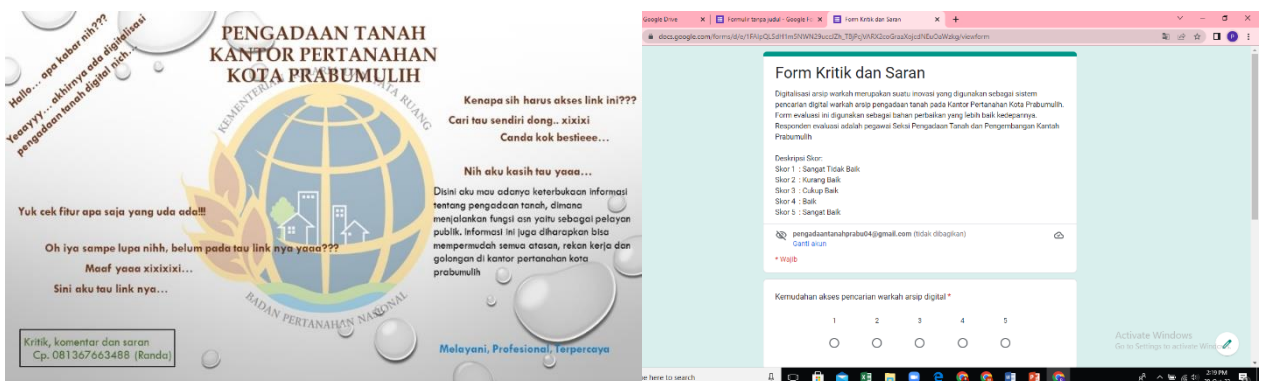 Hallo... apa kabar nih???
Yeaayyy... akhirnya ada digitalisasi
pengadaan tanah digital nich...
PENGADAAN TANAH
KANTOR PERTANAHAN
KOTA PRABUMULIH
KEMENTERIAN
ATA RUANG
BADAN PERTANAHAN NASIONAL
Kenapa sih harus akses link ini???
Cari tau sendiri dong.. xixixi
Canda kok bestieee...
Nih aku kasih tau yaaa...
Disini aku mau adanya keterbukaan informasi
tentang pengadaan tanah, dimana
menjalankan fungsi asn yaitu sebagai pelayan
publik. Informasi ini juga diharapkan bisa
mempermudah semua atasan, rekan kerja dan
golongan di kantor pertanahan kota
prabumulih
Yuk cek fitur apa saja yang uda ada!!!
Oh iya sampe lupa nihh, belum pada tau link nya yaaa???
Maaf yaaa xixixixi...
Sini aku tau link nya...
Kritik, komentar dan saran
Cp. 081367663488 (Randa)
Melayani, Profesional, Terpercaya
Google Drive
Formulir tanpa judul - Google Fo
Form Kritik dan Saran
Form Kritik dan Saran
Digitalisasi arsip warkah merupakan suatu inovasi yang digunakan sebagai sistem
pencarian digital warkah arsip pengadaan tanah pada Kantor Pertanahan Kota Prabumulih.
Form evaluasi ini digunakan sebagai bahan perbaikan yang lebih baik kedepannya.
Responden evaluasi adalah pegawai Seksi Pengadaan Tanah dan Pengembangan Kantah
Prabumulih
Deskripsi Skor:
Skor 1 : Sangat Tidak Baik
Skor 2 : Kurang Baik
Skor 3 : Cukup Baik
Skor 4 : Baik
Skor 5 : Sangat Baik
pengadaantanahprabu04@gmail.com (tidak dibagikan)
Ganti akun
* Wajib
Kemudahan akses pencarian warkah arsip digital *
1 2 3 4 5
Activate Windows
Go to Settings to activate Windows.
e here to search
2:19 PM